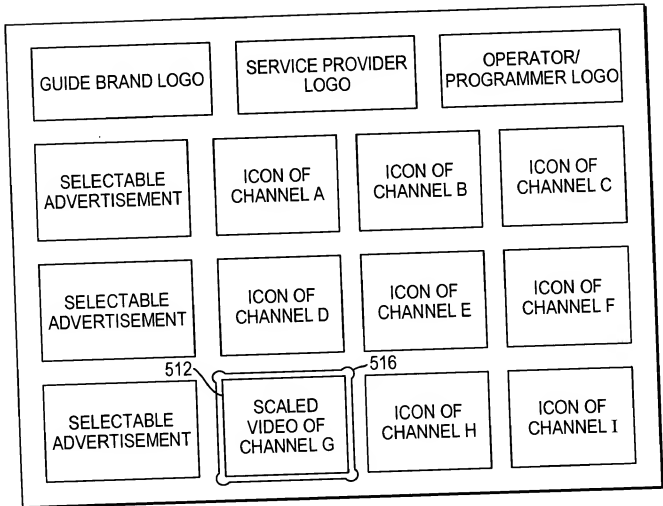 GUIDE BRAND LOGO
SERVICE PROVIDER
LOGO
OPERATOR/
PROGRAMMER LOGO
SELECTABLE
ADVERTISEMENT
ICON OF
CHANNEL A
ICON OF
CHANNEL B
ICON OF
CHANNEL C
SELECTABLE
ADVERTISEMENT
ICON OF
CHANNEL D
ICON OF
CHANNEL E
ICON OF
CHANNEL F
512
516
SELECTABLE
ADVERTISEMENT
SCALED
VIDEO OF
CHANNEL G
ICON OF
CHANNEL H
ICON OF
CHANNEL I